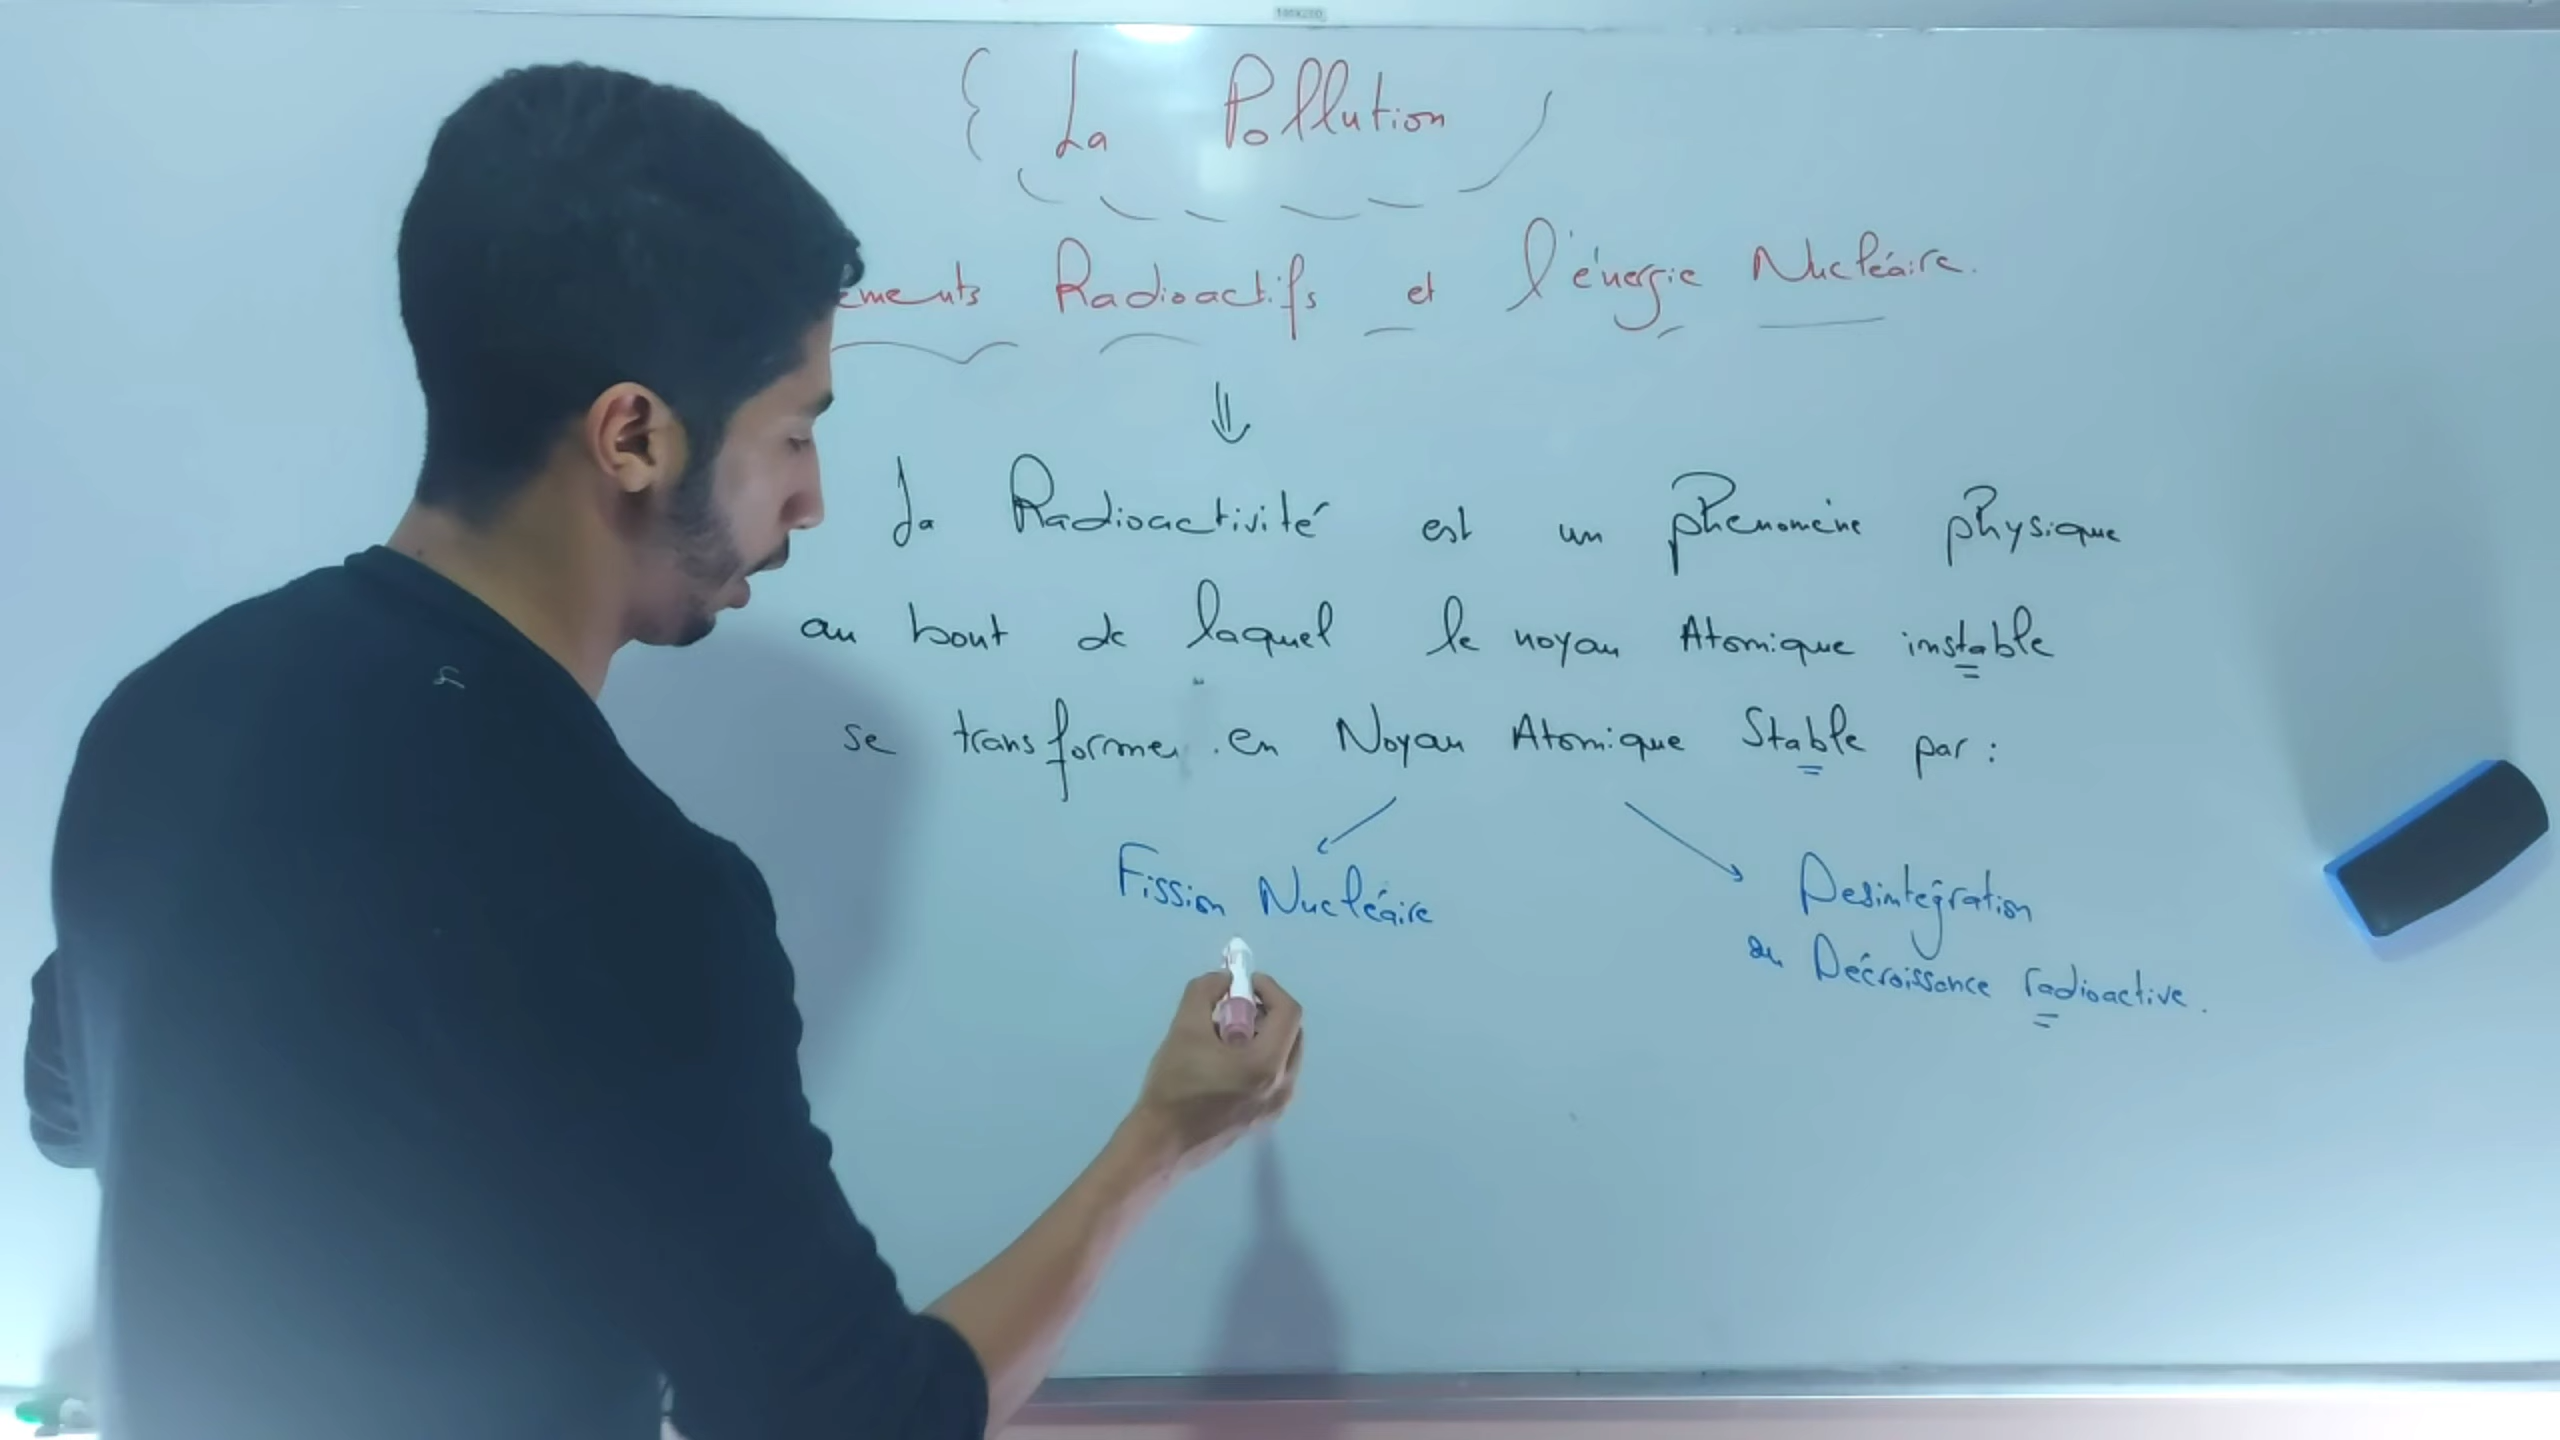 La Pollution
ements Radioactifs et l'énergie Nucléaire.
La Radioactivité est un phénomène physique
au bout de laquel le noyau Atomique instable
se transformer en Noyau Atomique Stable par :
Fission Nucléaire
Desintégration
ou Décroissance radioactive.